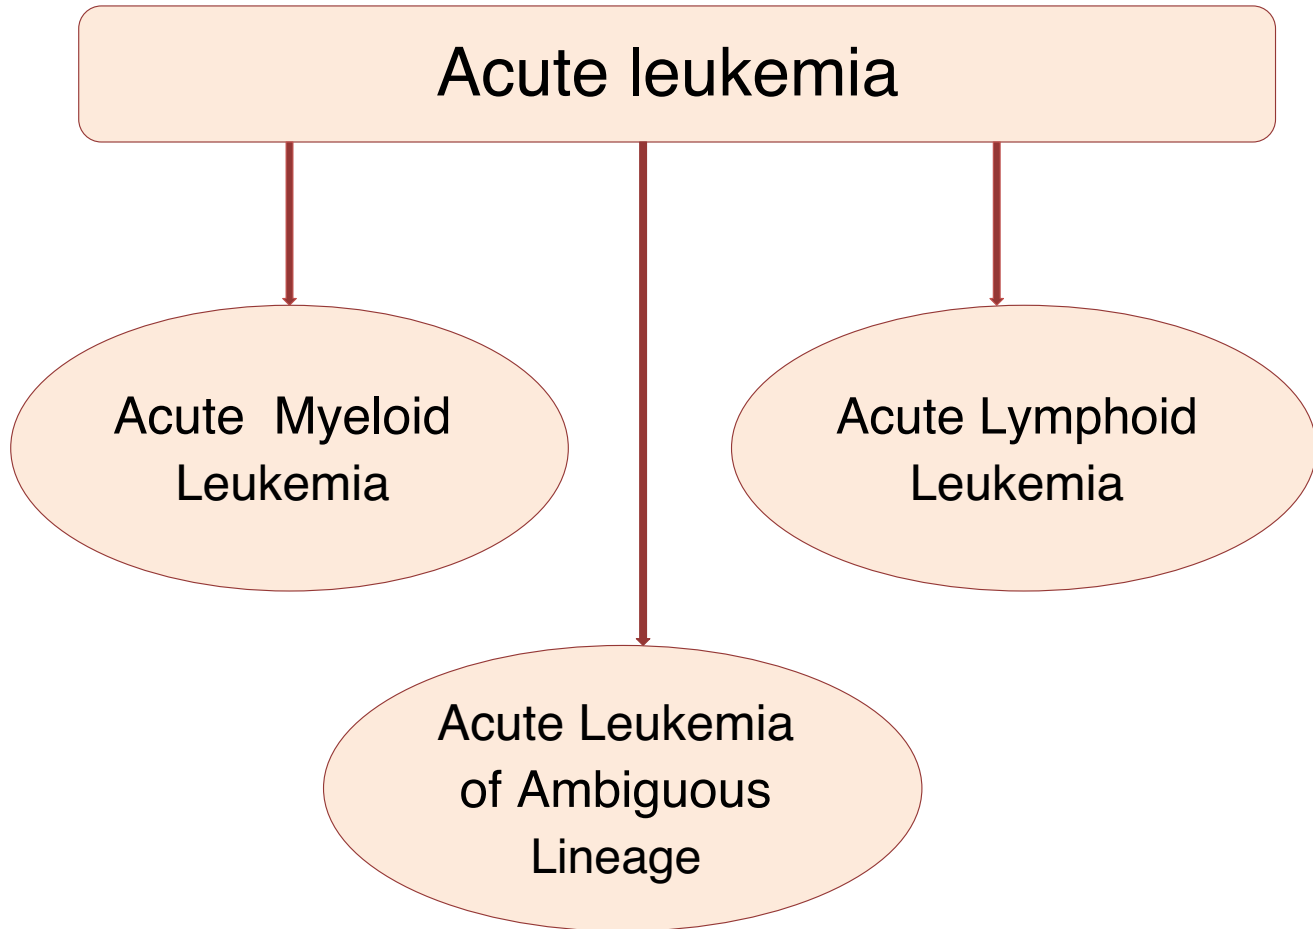 Acute leukemia
Acute  Myeloid
Leukemia
Acute Lymphoid
Leukemia
Acute Leukemia
of Ambiguous
Lineage